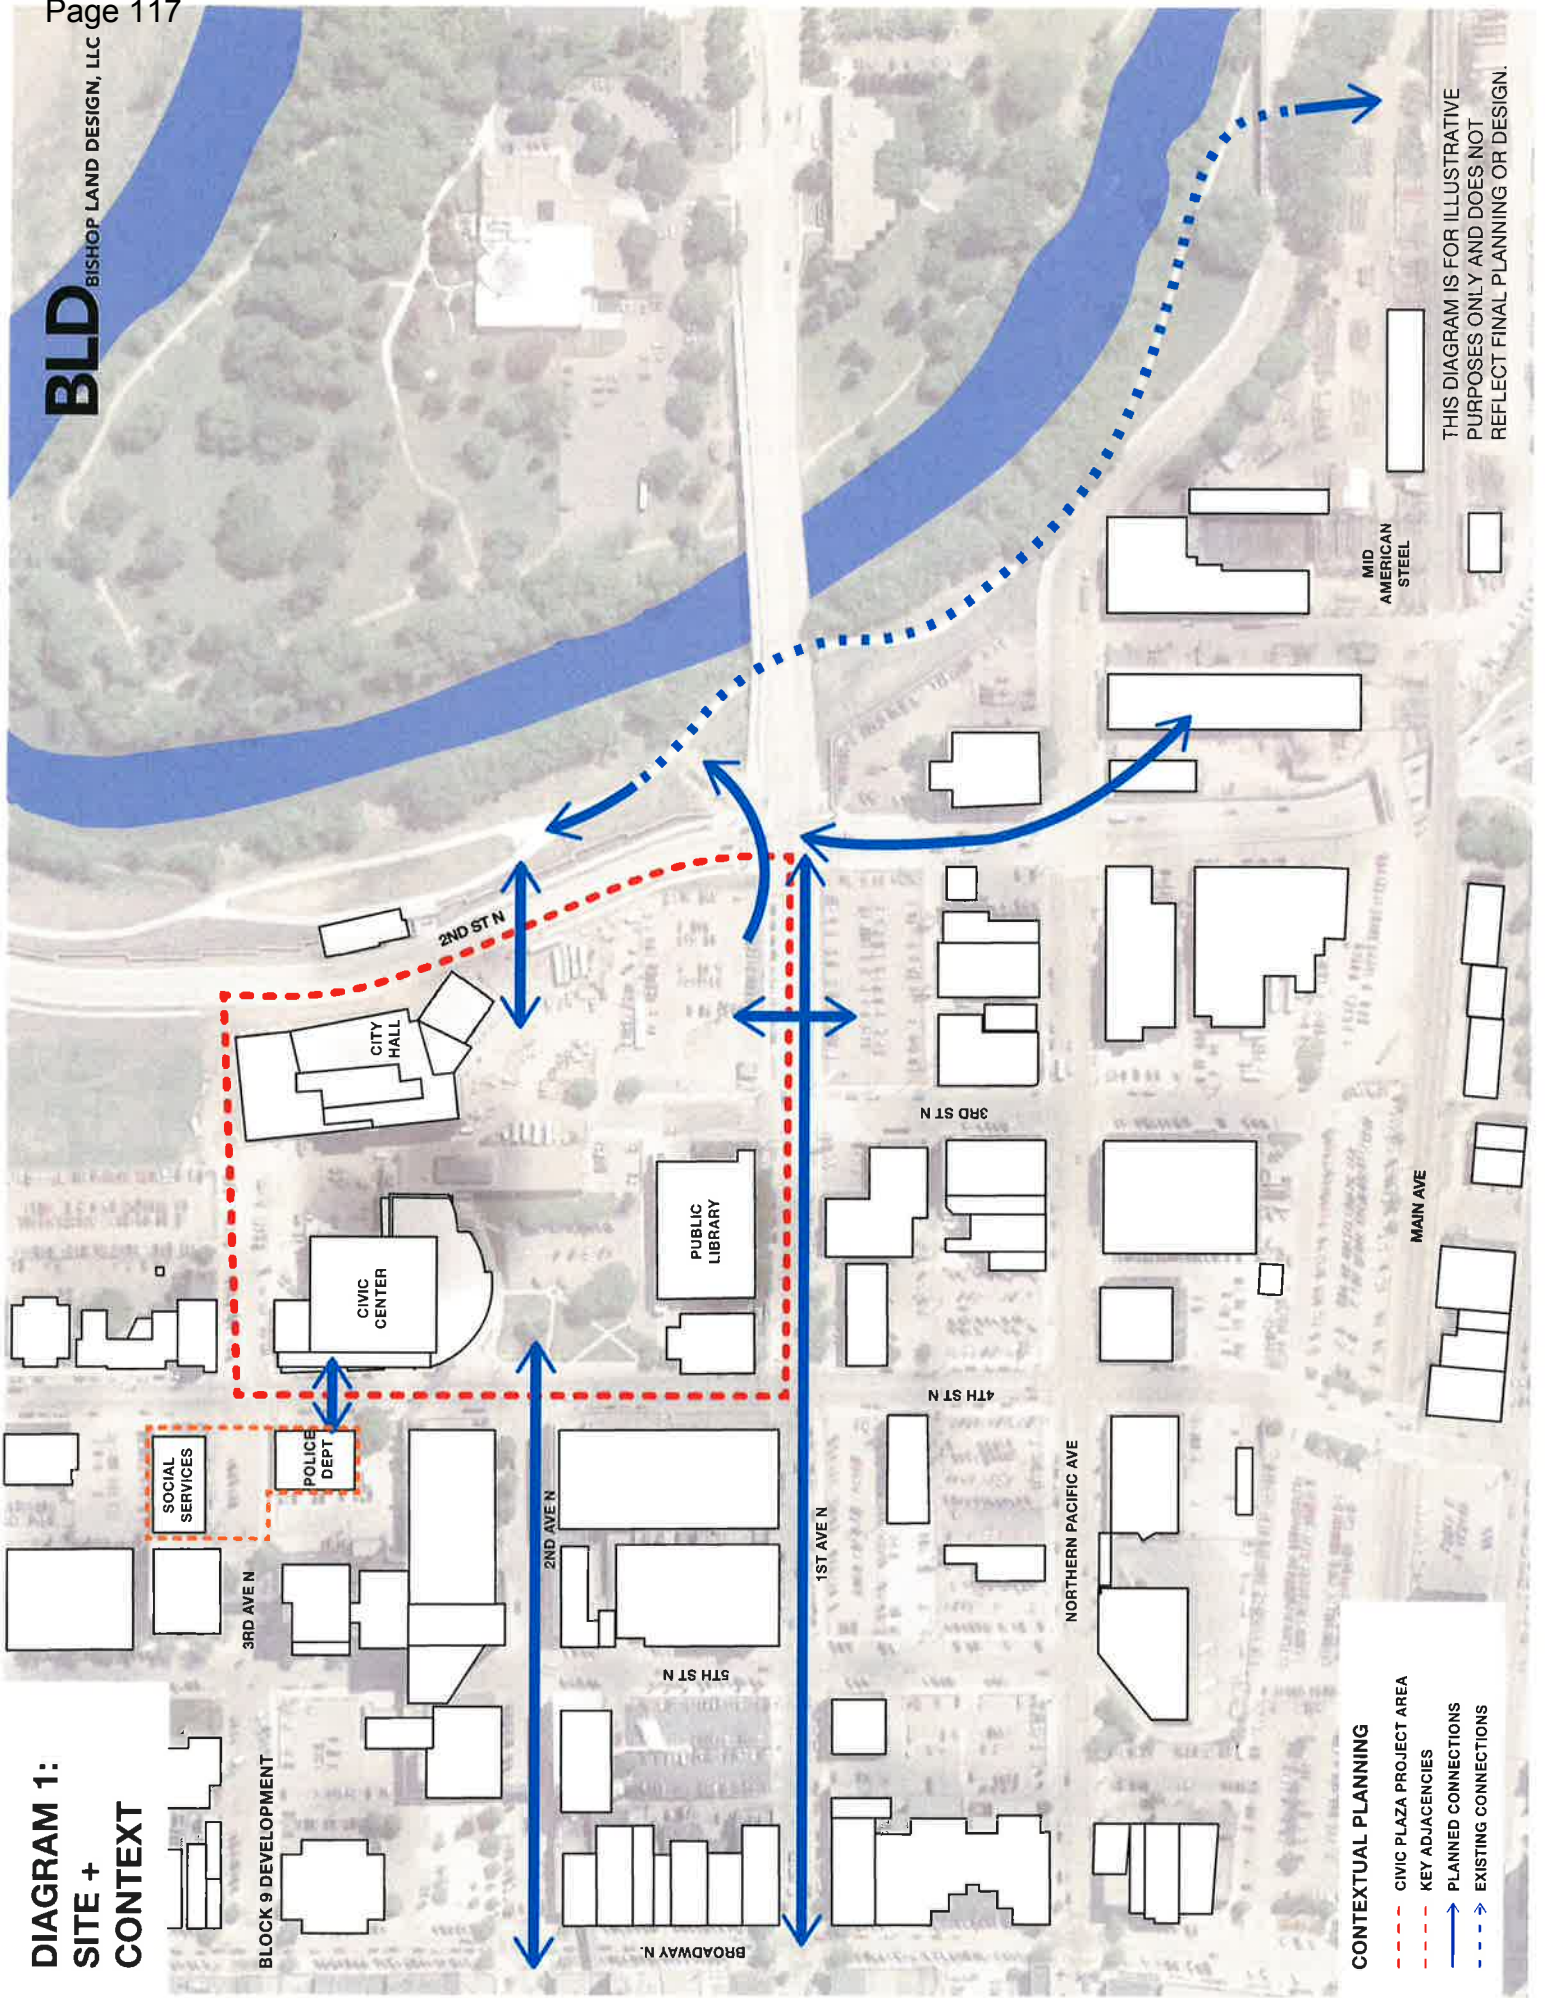 Page 117
DIAGRAM 1:
SITE +
CONTEXT
BLD BISHOP LAND DESIGN, LLC
SOCIAL
SERVICES
POLICE
DEPT
CIVIC
CENTER
CITY
HALL
2ND ST N
PUBLIC
LIBRARY
3RD AVE N
BLOCK 9 DEVELOPMENT
2ND AVE N
5TH ST N
BROADWAY N.
1ST AVE N
4TH ST N
3RD ST N
NORTHERN PACIFIC AVE
MAIN AVE
MID
AMERICAN
STEEL
CONTEXTUAL PLANNING
CIVIC PLAZA PROJECT AREA
KEY ADJACENCIES
PLANNED CONNECTIONS
EXISTING CONNECTIONS
THIS DIAGRAM IS FOR ILLUSTRATIVE
PURPOSES ONLY AND DOES NOT
REFLECT FINAL PLANNING OR DESIGN.